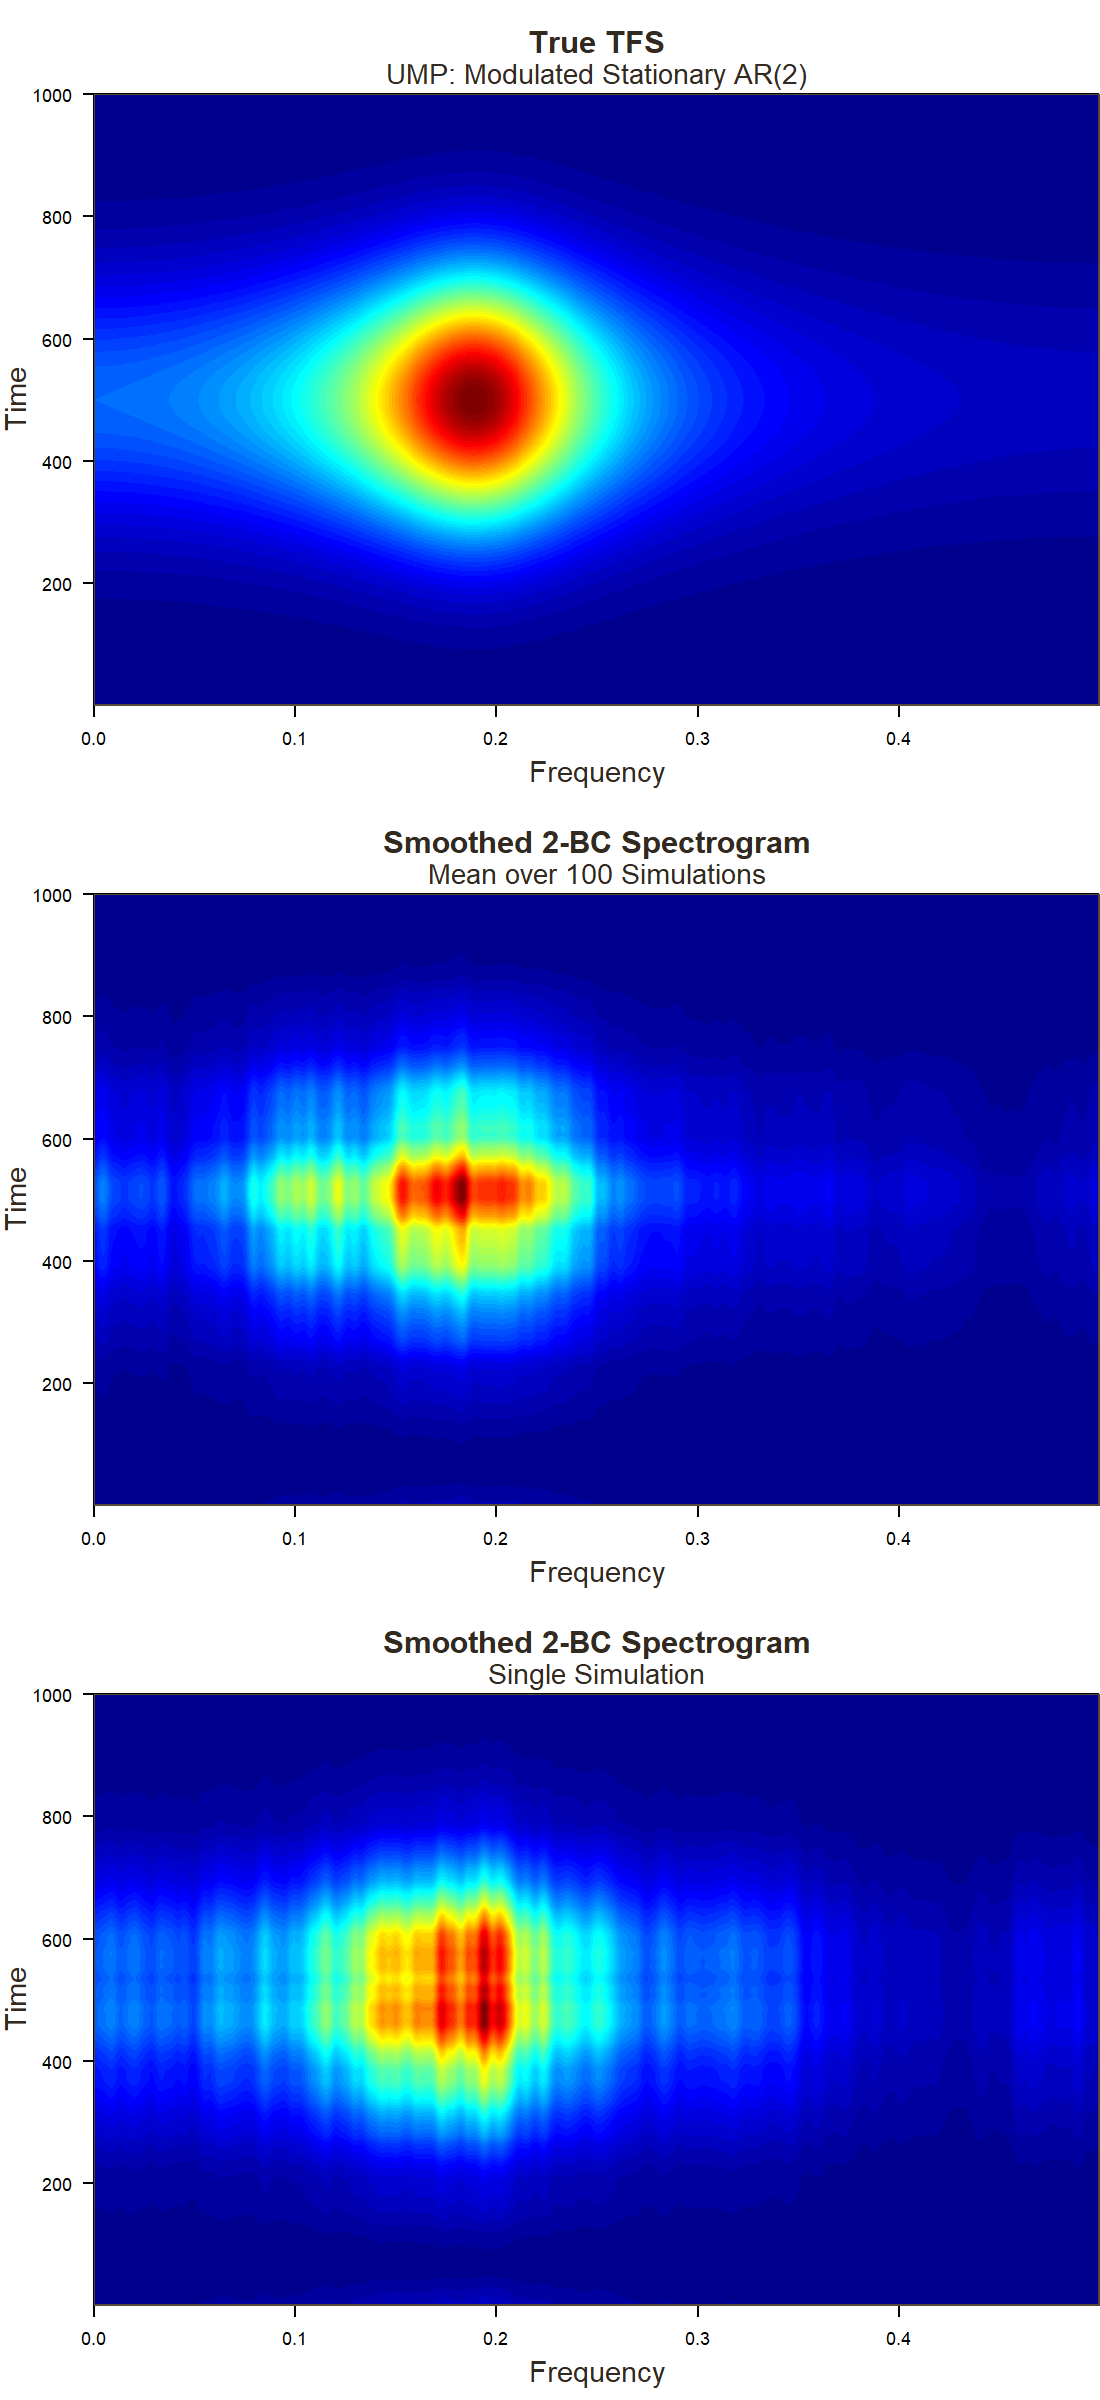 True TFS
UMP: Modulated Stationary AR(2)
1000
800
600
400
200
Time
0.0 0.1 0.2 0.3 0.4
Frequency
Smoothed 2-BC Spectrogram
Mean over 100 Simulations
1000
800
600
400
200
Time
0.0 0.1 0.2 0.3 0.4
Frequency
Smoothed 2-BC Spectrogram
Single Simulation
1000
800
600
400
200
Time
0.0 0.1 0.2 0.3 0.4
Frequency